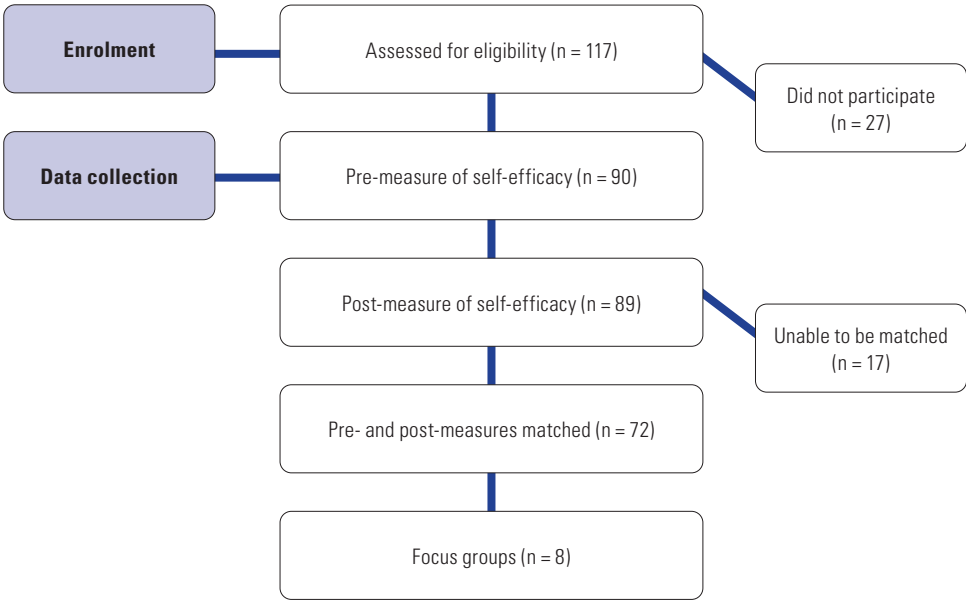 Enrolment
Assessed for eligibility (n = 117)
Did not participate
(n = 27)
Data collection
Pre-measure of self-efficacy (n = 90)
Post-measure of self-efficacy (n = 89)
Unable to be matched
(n = 17)
Pre- and post-measures matched (n = 72)
Focus groups (n = 8)